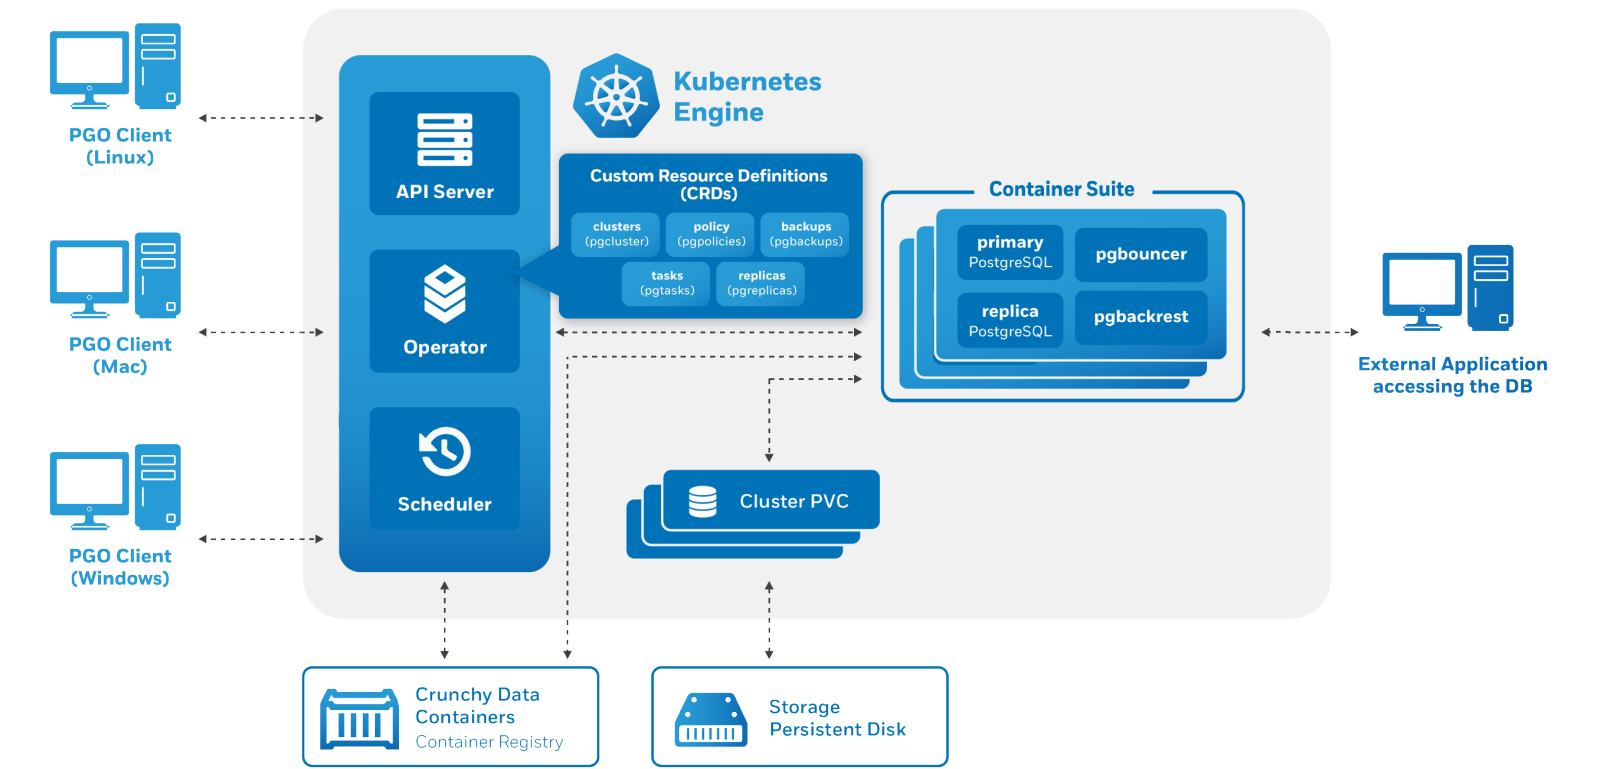 PGO Client
(Linux)
PGO Client
(Mac)
PGO Client
(Windows)
API Server
Operator
Scheduler
Kubernetes
Engine
Custom Resource Definitions
(CRDs)
clusters
(pgcluster)
policy
(pgpolicies)
backups
(pgbackups)
tasks
(pgtasks)
replicas
(pgreplicas)
Container Suite
primary
PostgreSQL
pgbouncer
replica
PostgreSQL
pgbackrest
External Application
accessing the DB
Cluster PVC
Crunchy Data
Containers
Container Registry
Storage
Persistent Disk